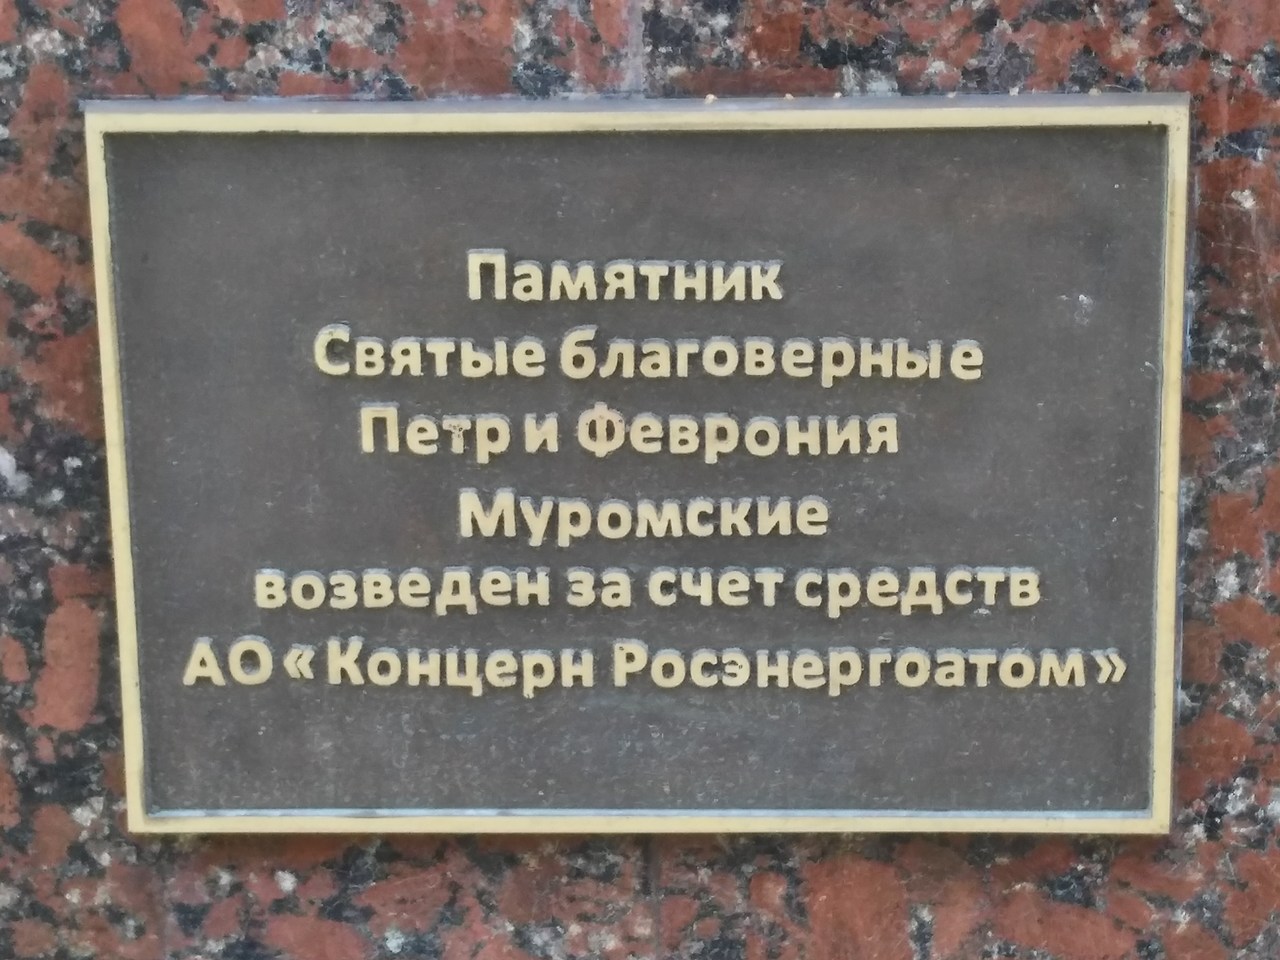 Памятник
Святые благоверные
Петр и Феврония
Муромские
возведен за счет средств
АО «Концерн Росэнергоатом»